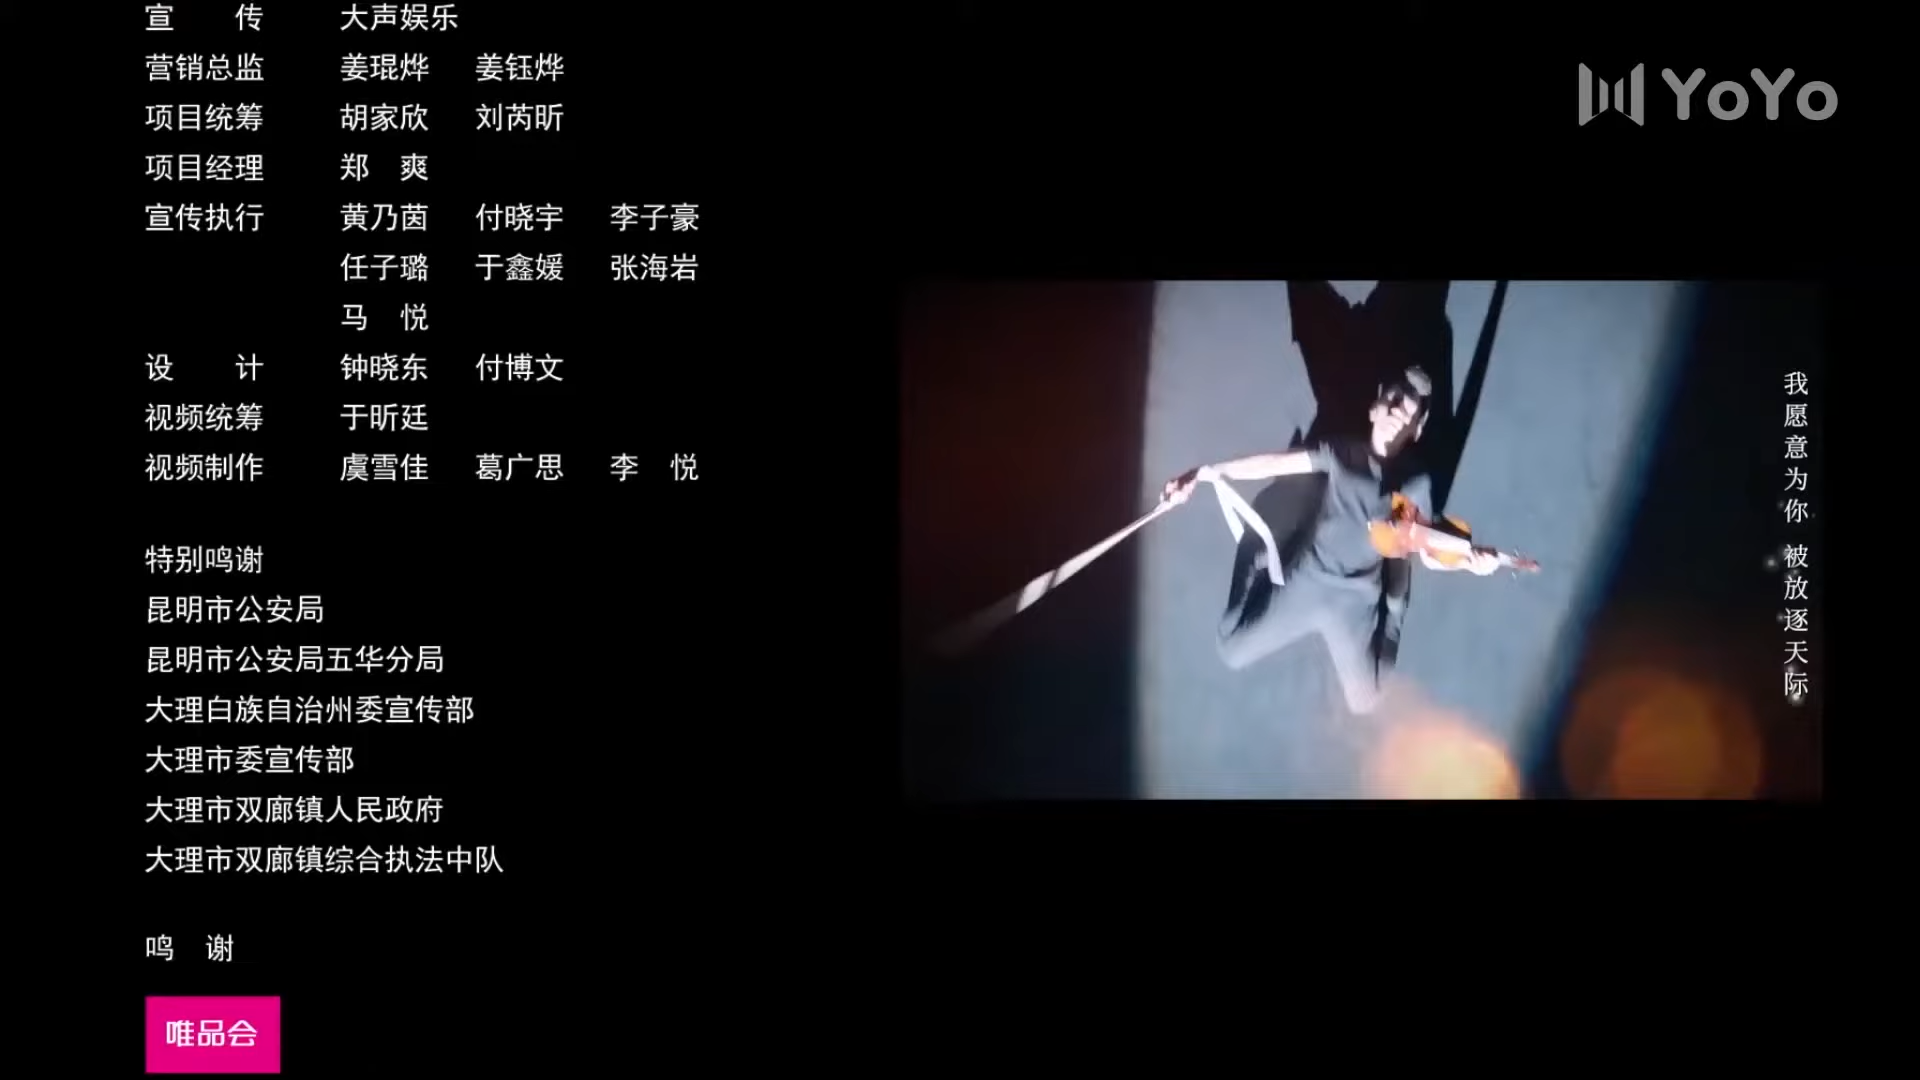 宣 传 大声娱乐
营销总监 姜琨烨 姜钰烨
项目统筹 胡家欣 刘芮昕
项目经理 郑 爽
宣传执行 黄乃茵 付晓宇 李子豪
任子璐 于鑫媛 张海岩
马 悦
设 计 钟晓东 付博文
视频统筹 于昕廷
视频制作 虞雪佳 葛广思 李 悦
特别鸣谢
昆明市公安局
昆明市公安局五华分局
大理白族自治州委宣传部
大理市委宣传部
大理市双廊镇人民政府
大理市双廊镇综合执法中队
鸣 谢
唯品会
YoYo
我愿意为你 被放逐天际